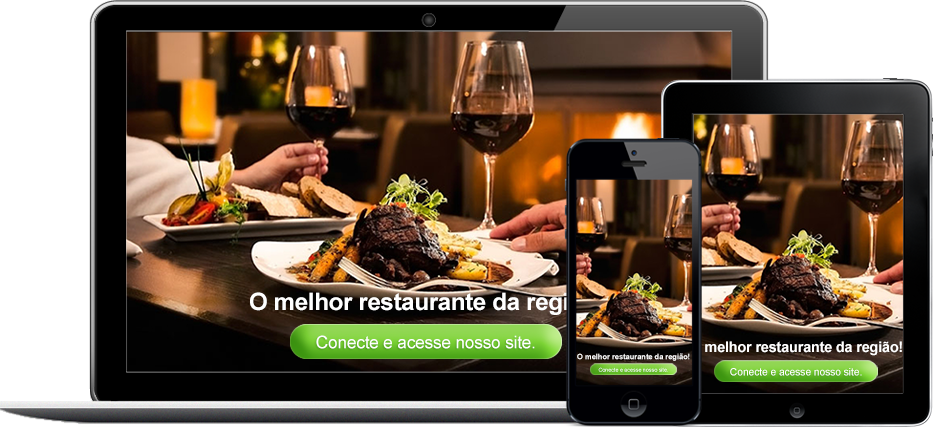 O melhor restaurante da regi
Conecte e acesse nosso site.
O melhor restaurante da região!
Conecte e acesse nosso site.
melhor restaurante da região!
Conecte e acesse nosso site.